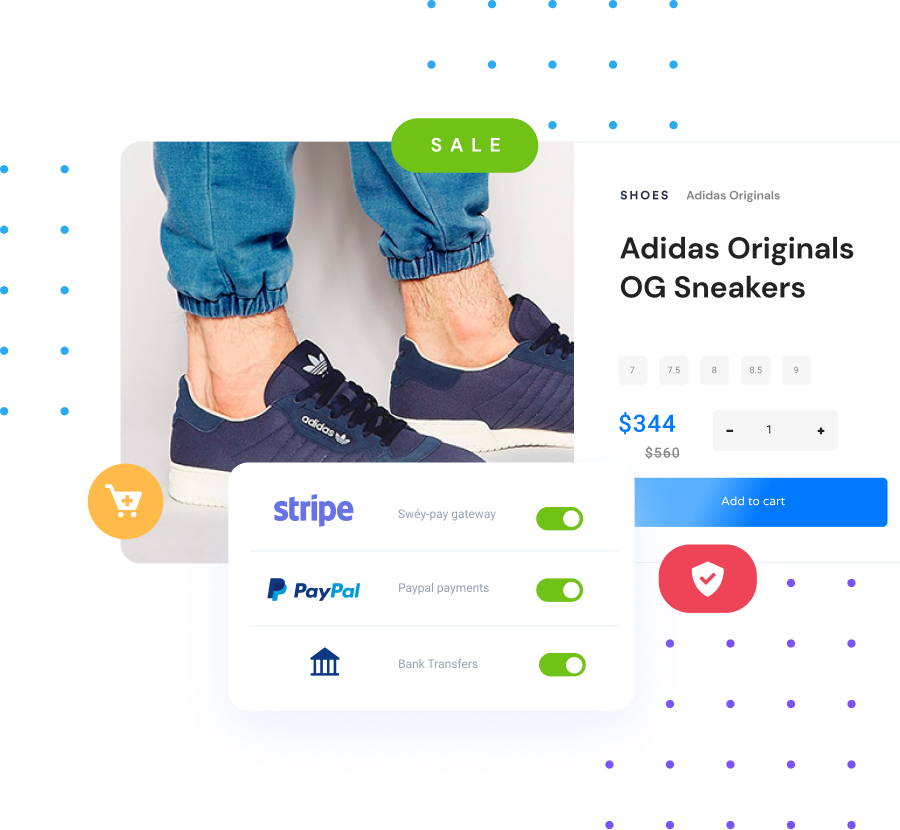 SALE
SHOES Adidas Originals
Adidas Originals
OG Sneakers
7 7.5 8 8.5 9
$344
- 1 +
$560
Add to cart
adidas
stripe Swéy-pay gateway
PayPal Paypal payments
Bank Transfers